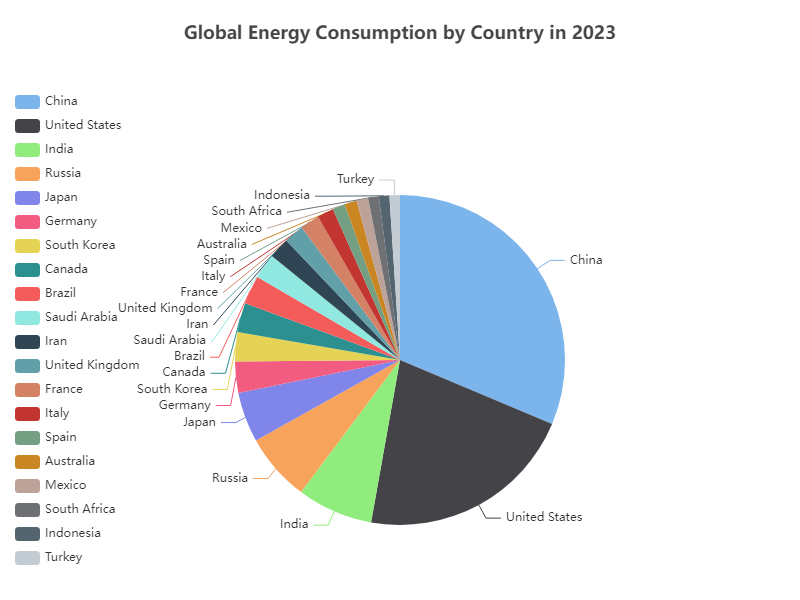 Global Energy Consumption by Country in 2023
China
United States
India
Russia
Japan
Germany
South Korea
Canada
Brazil
Saudi Arabia
Iran
United Kingdom
France
Italy
Spain
Australia
Mexico
South Africa
Indonesia
Turkey
Turkey
Indonesia
South Africa
Mexico
Australia
Spain
Italy
France
United Kingdom
Iran
Saudi Arabia
Brazil
Canada
South Korea
Germany
Japan
Russia
India
China
United States